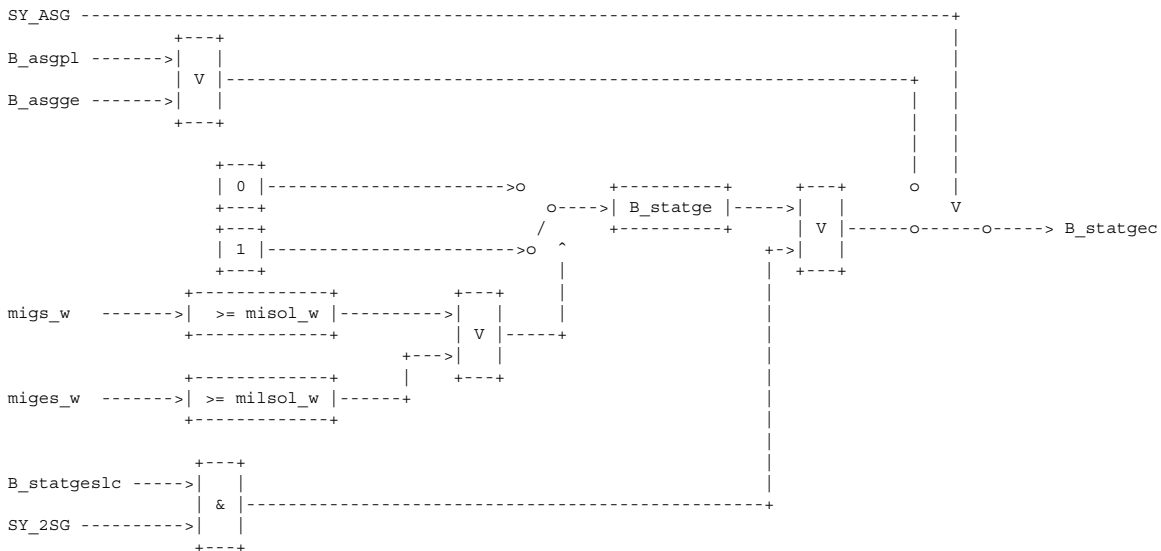 SY_ASG
B_asgpl
V
B_asgge
0
B_statge
V
B_statgec
1
migs_w
>= misol_w
V
miges_w
>= milsol_w
B_statgeslc
&
SY_2SG